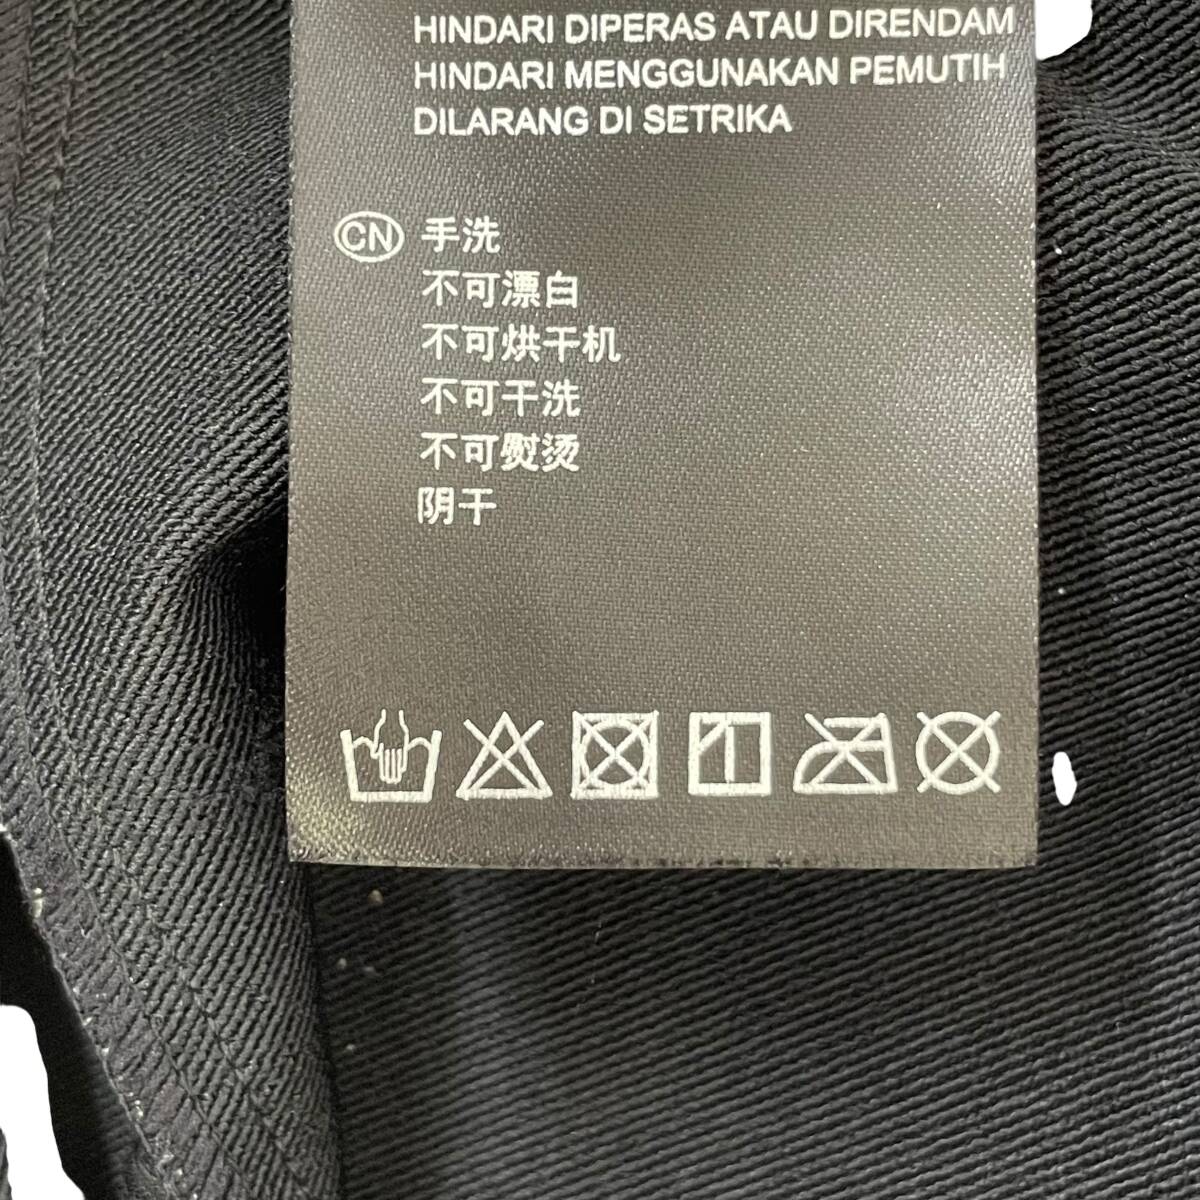 HINDARI DIPERAS ATAU DIRENDAM
HINDARI MENGGUNAKAN PEMUTIH
DILARANG DI SETRIKA
CN 手洗
不可漂白
不可烘干机
不可干洗
不可熨烫
阴干